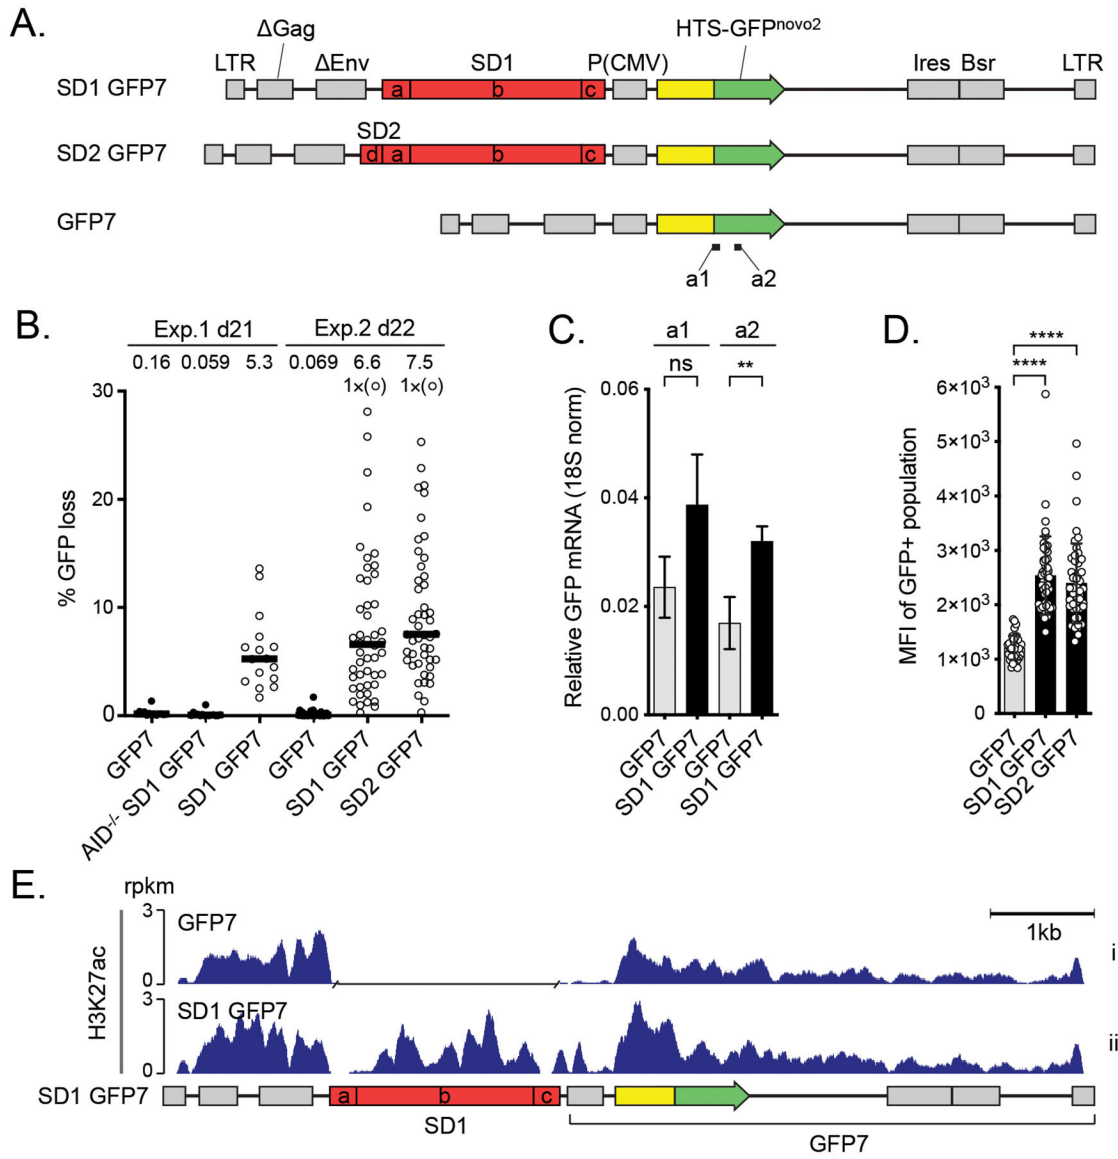 A.
ΔGag
HTS-GFPnovo2
LTR
ΔEnv
SD1
P(CMV)
Ires Bsr
LTR
SD1 GFP7
a
b
c
SD2
SD2 GFP7
d
a
b
c
GFP7
a1
a2
B.
Exp.1 d21
Exp.2 d22
0.16 0.059 5.3 0.069 6.6 7.5
1×(○) 1×(○)
30
20
10
0
% GFP loss
GFP7
AID-/- SD1 GFP7
SD1 GFP7
GFP7
SD1 GFP7
SD2 GFP7
C.
a1
a2
ns
**
0.06
0.04
0.02
0.00
Relative GFP mRNA (18S norm)
GFP7
SD1 GFP7
GFP7
SD1 GFP7
D.
****
****
6×10³
5×10³
4×10³
3×10³
2×10³
1×10³
0
MFI of GFP+ population
GFP7
SD1 GFP7
SD2 GFP7
E.
rpkm
3
GFP7
1kb
i
0
H3K27ac
3
SD1 GFP7
ii
0
SD1 GFP7
a
b
c
SD1
GFP7